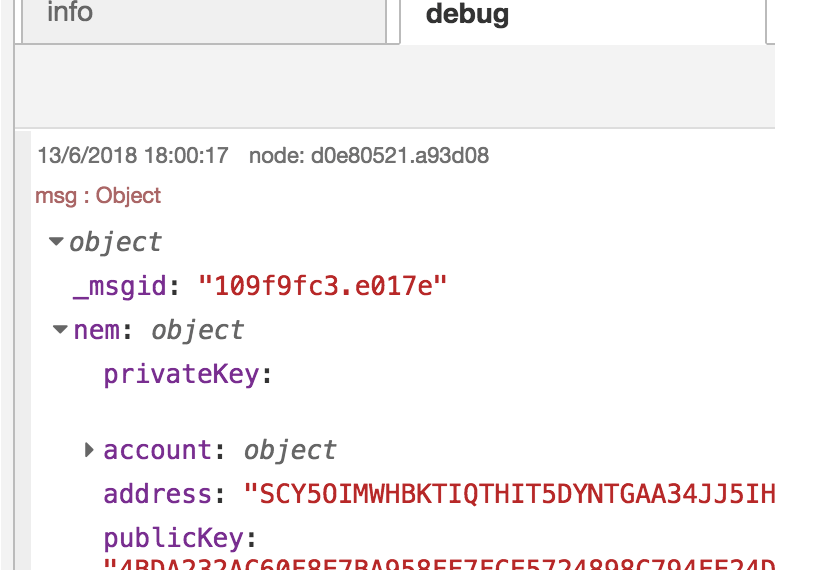 info
debug
13/6/2018 18:00:17 node: d0e80521.a93d08
msg : Object
object
_msgid: "109f9fc3.e017e"
nem: object
privateKey:
account: object
address: "SCY5OIMWHBKTIQTHIT5DYNTGAA34JJ5IH
publicKey: